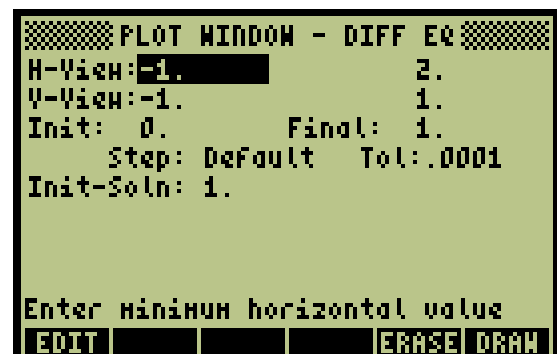 PLOT WINDOW - DIFF EQ
H-View:-1. 2.
V-View:-1. 1.
Init: 0. Final: 1.
Step: Default Tol:.0001
Init-Soln: 1.
Enter minimum horizontal value
EDIT ERASE DRAW